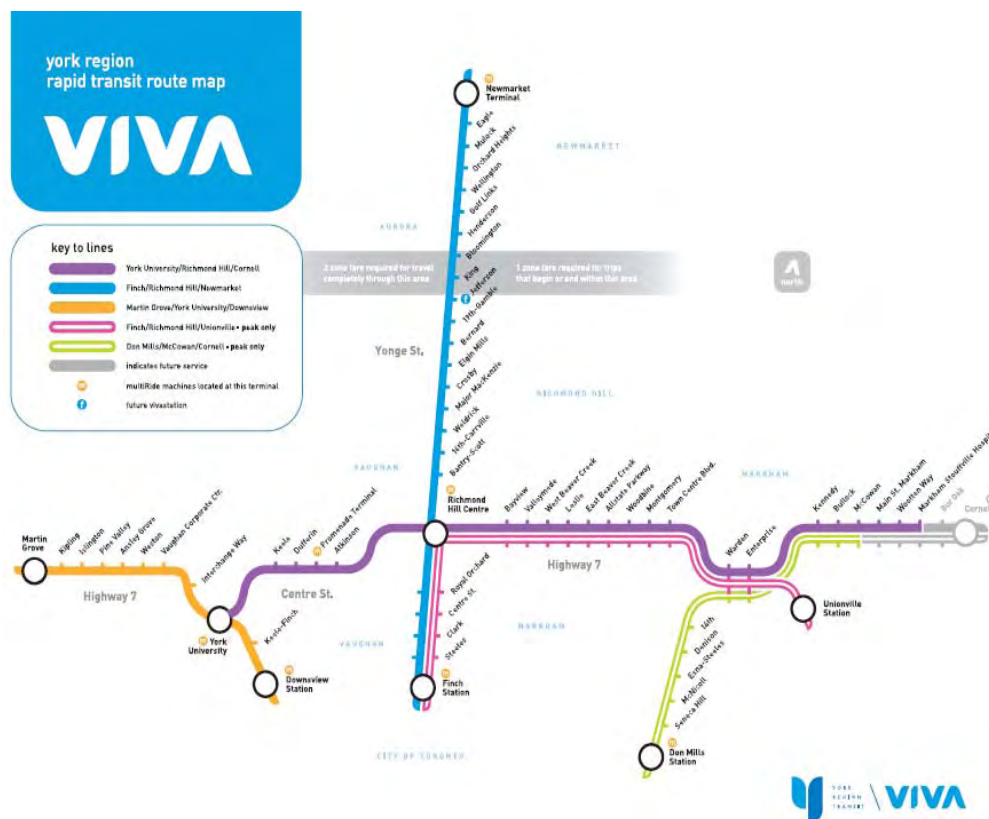 york region
rapid transit route map
VIVA
key to lines
York University/Richmond Hill/Cornell
Finch/Richmond Hill/Newmarket
Martin Grove/York University/Downsview
Finch/Richmond Hill/Unionville • peak only
Don Mills/McCowan/Cornell • peak only
indicates future service
m multiRide machines located at this terminal
f future vivastation
m
Newmarket
Terminal
Eagle
Mulock
Orchard Heights
Wellington
Golf Links
Henderson
Bloomington
King
Jefferson
f
19th-Gamble
Bernard
Elgin Mills
Crosby
Major MacKenzie
Weldrick
16th-Carrville
Bantry-Scott
NEWMARKET
AURORA
2 zone fare required for travel
completely through this area
1 zone fare required for trips
that begin or end within this area
north
Yonge St.
RICHMOND HILL
VAUGHAN
MARKHAM
m
Richmond
Hill Centre
Martin
Grove
Kipling
Islington
Pine Valley
Ansley Grove
Weston
Vaughan Corporate Ctr.
Interchange Way
Highway 7
m York
University
Keele
Dufferin
m Promenade Terminal
Atkinson
Centre St.
Keele-Finch
m
Downsview
Station
VAUGHAN
Royal Orchard
Centre St.
Clark
Steeles
m
Finch
Station
MARKHAM
CITY OF TORONTO
Bayview
Valleymede
West Beaver Creek
Leslie
East Beaver Creek
Allstate Parkway
Woodbine
Montgomery
Town Centre Blvd.
Highway 7
Warden
Enterprise
Kennedy
Bullock
McCowan
Main St. Markham
Wootten Way
Markham Stouffville Hospit
Bur Oak
Cornel
Unionville
Station
14th
Denison
Esna-Steeles
McNicoll
Seneca Hill
m
Don Mills
Station
YORK
REGION
TRANSIT
VIVA